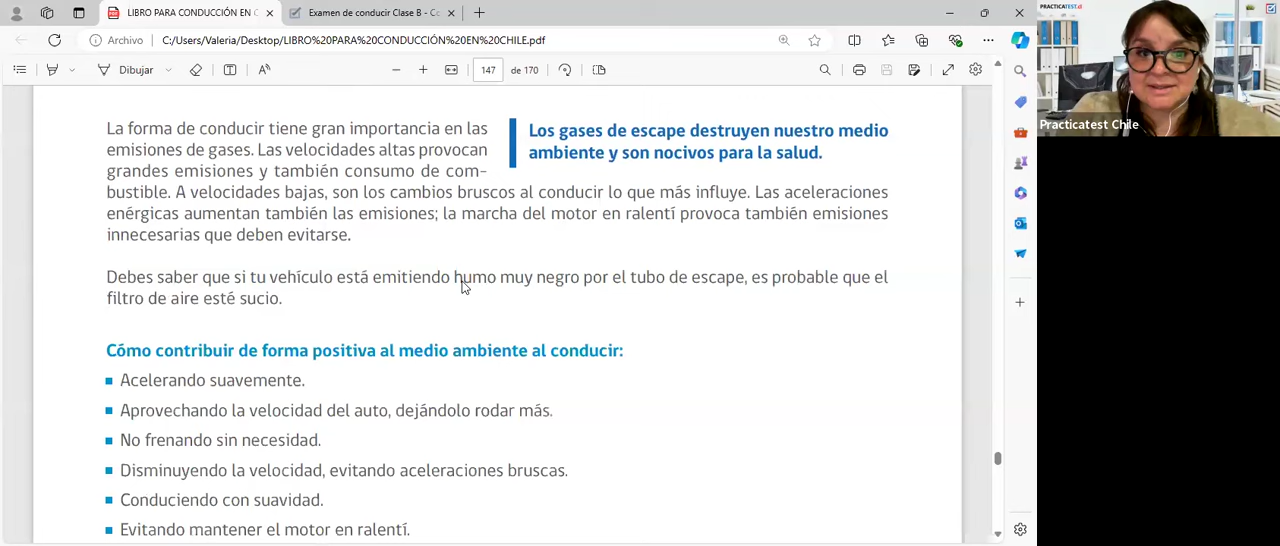 LIBRO PARA CONDUCCIÓN EN C
Examen de conducir Clase B - Co
Archivo
C:/Users/Valeria/Desktop/LIBRO%20PARA%20CONDUCCIÓN%20EN%20CHILE.pdf
Dibujar
147 de 170
PRACTICATEST.cl
Practicatest Chile
La forma de conducir tiene gran importancia en las
emisiones de gases. Las velocidades altas provocan
grandes emisiones y también consumo de com-
Los gases de escape destruyen nuestro medio
ambiente y son nocivos para la salud.
bustible. A velocidades bajas, son los cambios bruscos al conducir lo que más influye. Las aceleraciones
enérgicas aumentan también las emisiones; la marcha del motor en ralentí provoca también emisiones
innecesarias que deben evitarse.
Debes saber que si tu vehículo está emitiendo humo muy negro por el tubo de escape, es probable que el
filtro de aire esté sucio.
Cómo contribuir de forma positiva al medio ambiente al conducir:
Acelerando suavemente.
Aprovechando la velocidad del auto, dejándolo rodar más.
No frenando sin necesidad.
Disminuyendo la velocidad, evitando aceleraciones bruscas.
Conduciendo con suavidad.
Evitando mantener el motor en ralentí.